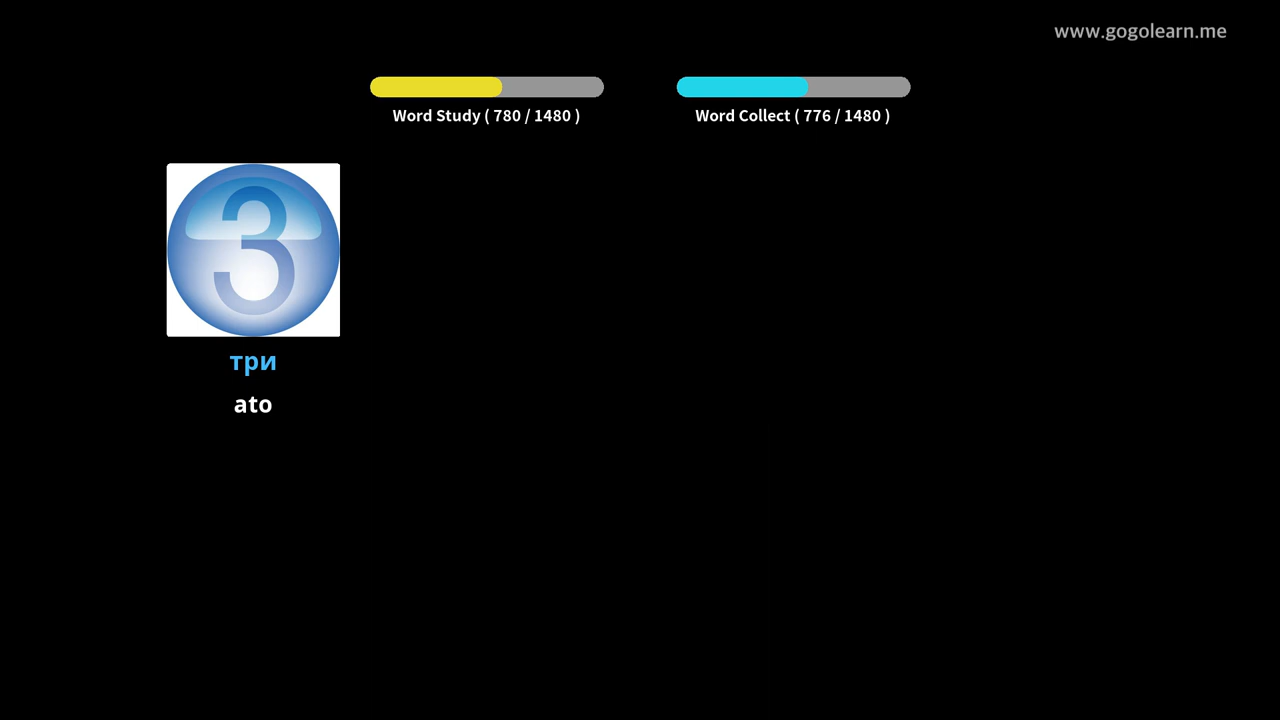 www.gogolearn.me
Word Study ( 780 / 1480 )
Word Collect ( 776 / 1480 )
3
три
ato